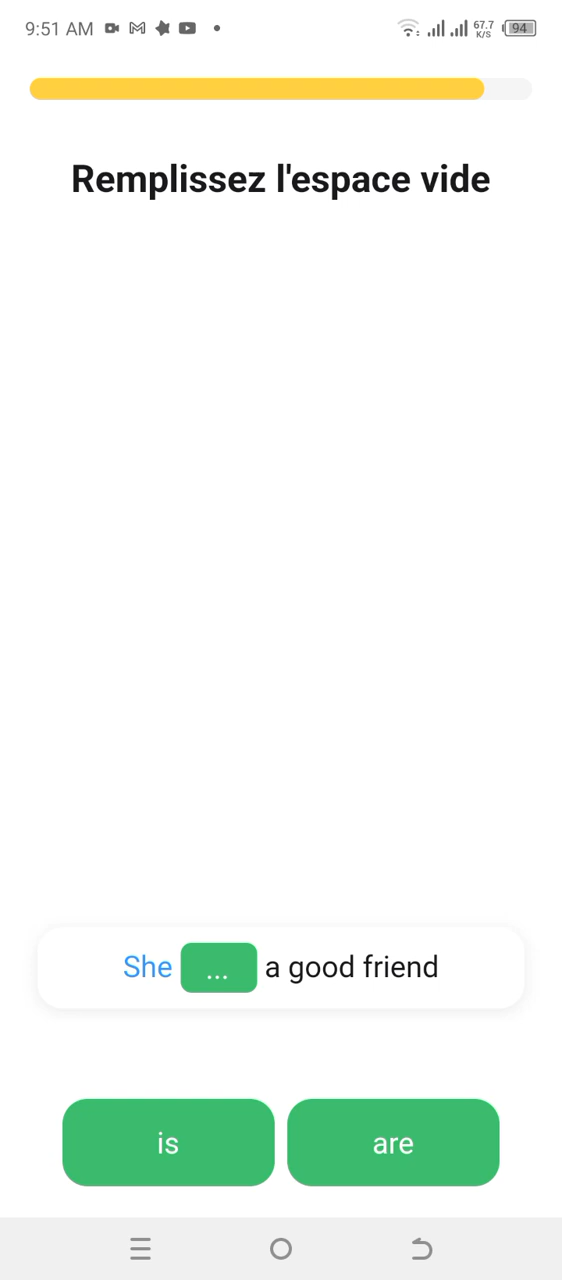 9:51 AM 67.7 K/S 94
Remplissez l'espace vide
She ... a good friend
is are